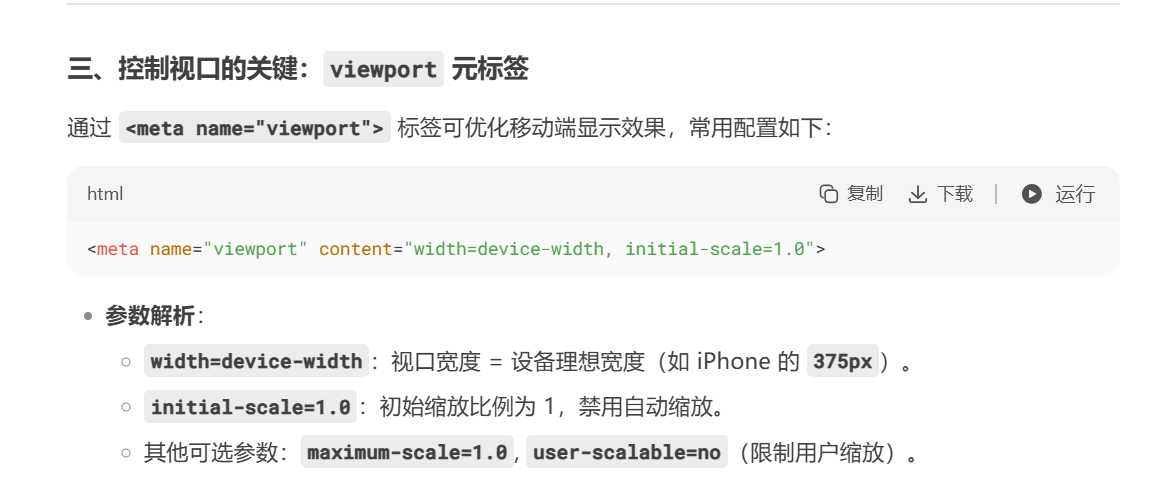 三、控制视口的关键：viewport 元标签
通过 <meta name="viewport"> 标签可优化移动端显示效果，常用配置如下：
html 复制 下载 运行
<meta name="viewport" content="width=device-width, initial-scale=1.0">
参数解析：
width=device-width：视口宽度 = 设备理想宽度（如 iPhone 的 375px）。
initial-scale=1.0：初始缩放比例为 1，禁用自动缩放。
其他可选参数：maximum-scale=1.0, user-scalable=no（限制用户缩放）。